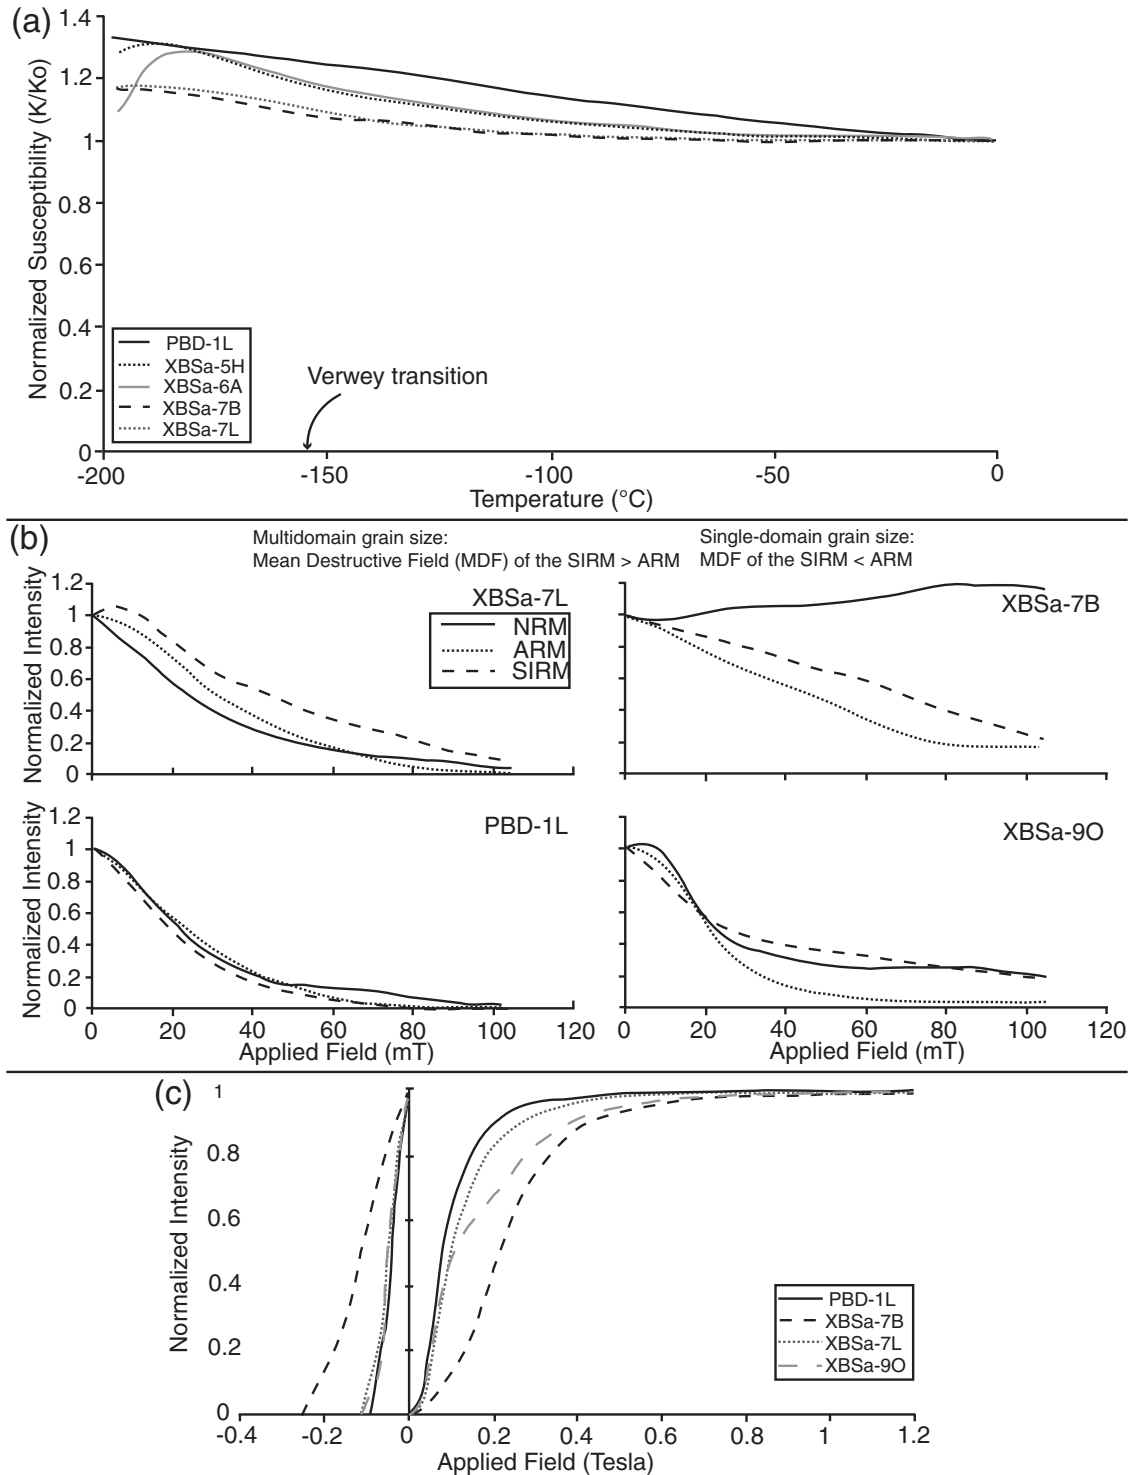 (a)
1.4
1.2
1
0.8
0.6
0.4
0.2
0
Normalized Susceptibility (K/Ko)
PBD-1L
XBSa-5H
XBSa-6A
XBSa-7B
XBSa-7L
Verwey transition
-200
-150
-100
-50
0
Temperature (°C)
(b)
Multidomain grain size:
Mean Destructive Field (MDF) of the SIRM > ARM
Single-domain grain size:
MDF of the SIRM < ARM
Normalized Intensity
1.2
1
0.8
0.6
0.4
0.2
0
XBSa-7L
NRM
ARM
SIRM
XBSa-7B
Normalized Intensity
1.2
1
0.8
0.6
0.4
0.2
0
PBD-1L
0
20
40
60
80
100
120
Applied Field (mT)
XBSa-9O
0
20
40
60
80
100
120
Applied Field (mT)
(c)
Normalized Intensity
1
0.8
0.6
0.4
0.2
0
PBD-1L
XBSa-7B
XBSa-7L
XBSa-9O
-0.4
-0.2
0
0.2
0.4
0.6
0.8
1
1.2
Applied Field (Tesla)